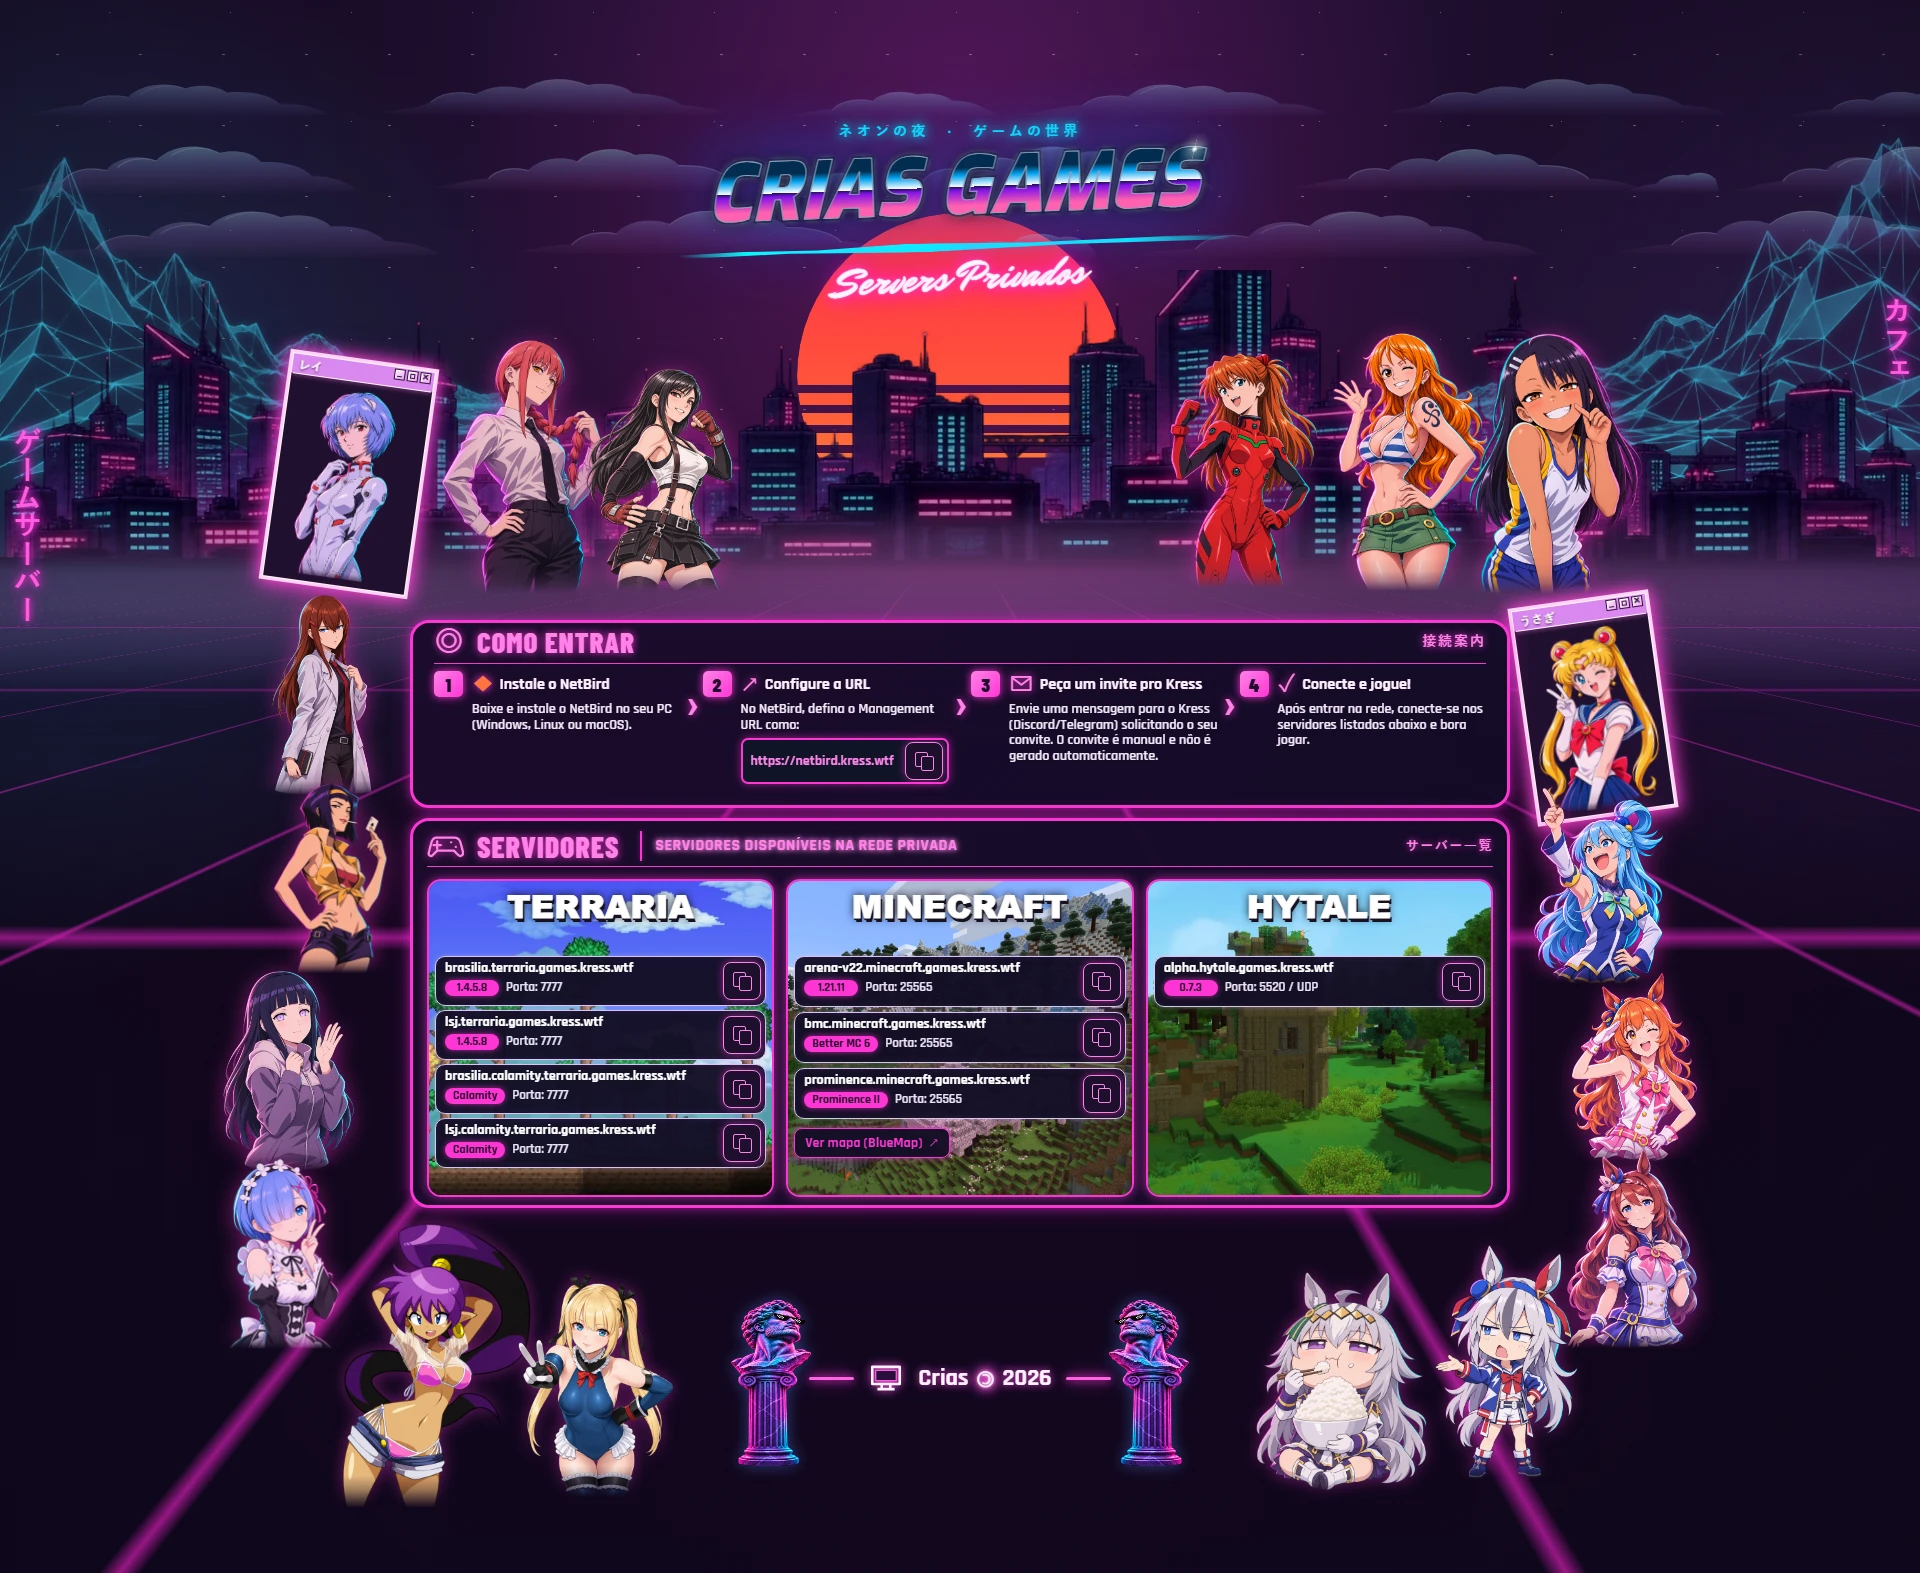 ネオンの夜 · ゲームの世界
CRIAS GAMES
Servers Privados
カフェ
ゲームサーバー
レイ
うさぎ
COMO ENTRAR
接続案内
1 Instale o NetBird
Baixe e instale o NetBird no seu PC
(Windows, Linux ou macOS).
2 Configure a URL
No NetBird, defina o Management
URL como:
https://netbird.kress.wtf
3 Peça um invite pro Kress
Envie uma mensagem para o Kress
(Discord/Telegram) solicitando o seu
convite. O convite é manual e não é
gerado automaticamente.
4 Conecte e jogue!
Após entrar na rede, conecte-se nos
servidores listados abaixo e bora
jogar.
SERVIDORES
SERVIDORES DISPONÍVEIS NA REDE PRIVADA
サーバー一覧
TERRARIA
brasilia.terraria.games.kress.wtf
1.4.5.8 Porta: 7777
lsj.terraria.games.kress.wtf
1.4.5.8 Porta: 7777
brasilia.calamity.terraria.games.kress.wtf
Calamity Porta: 7777
lsj.calamity.terraria.games.kress.wtf
Calamity Porta: 7777
MINECRAFT
arena-v22.minecraft.games.kress.wtf
1.21.11 Porta: 25565
bmc.minecraft.games.kress.wtf
Better MC 6 Porta: 25565
prominence.minecraft.games.kress.wtf
Prominence II Porta: 25565
Ver mapa (BlueMap) ↗
HYTALE
alpha.hytale.games.kress.wtf
0.7.3 Porta: 5520 / UDP
Crias 2026